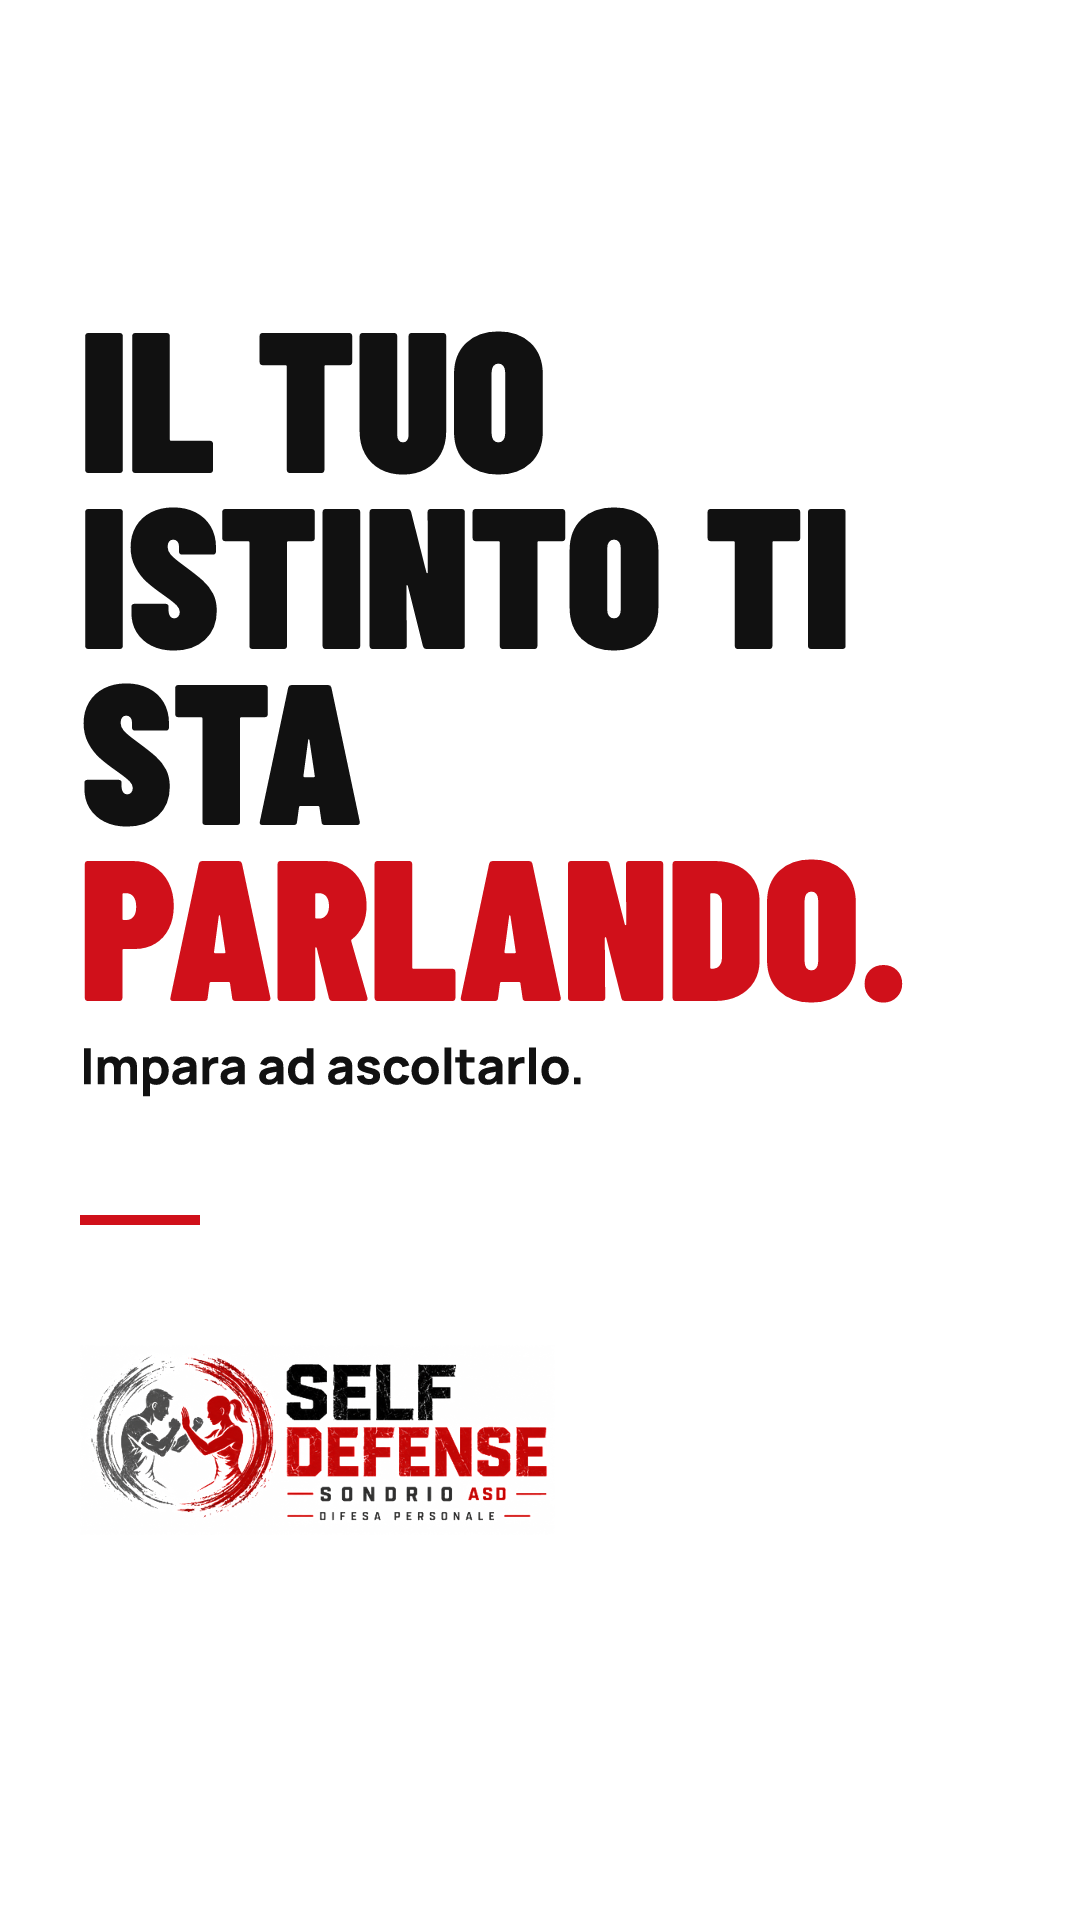 IL TUO
ISTINTO TI
STA
PARLANDO.
Impara ad ascoltarlo.
SELF
DEFENSE
SONDRIO ASD
DIFESA PERSONALE